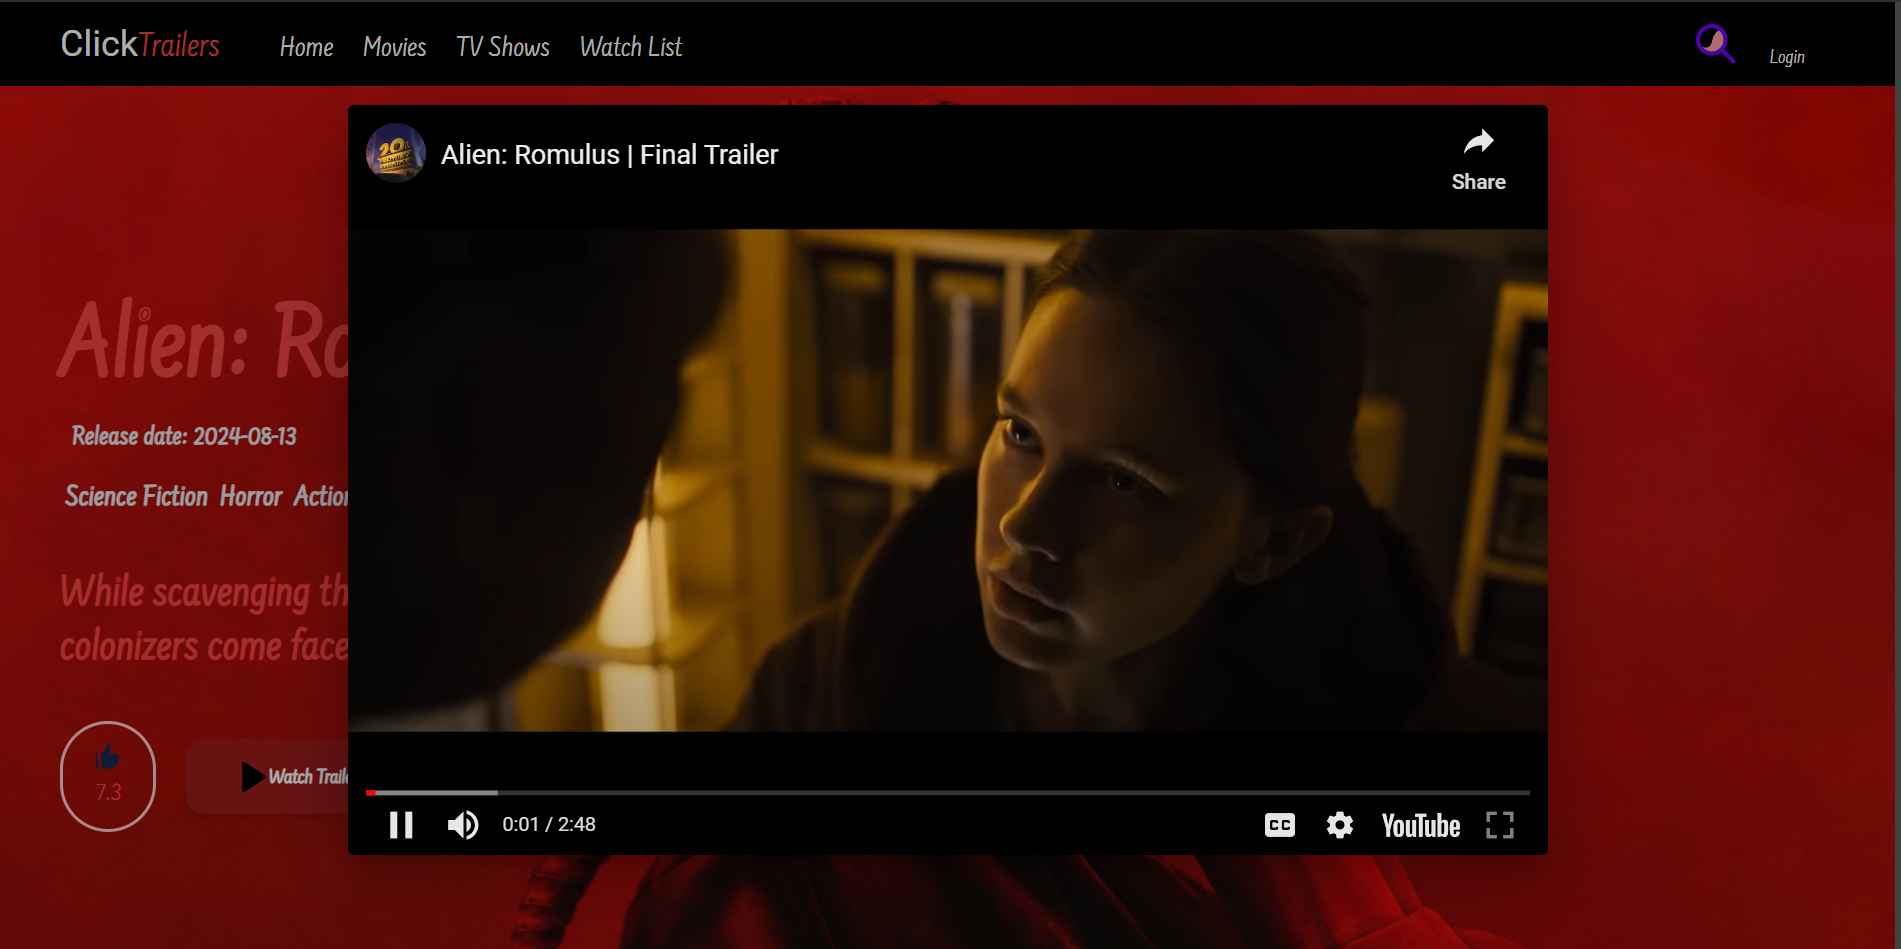 ClickTrailers Home Movies TV Shows Watch List Login
Alien: Romulus | Final Trailer
Share
Alien: Ro
Release date: 2024-08-13
Science Fiction Horror Action
While scavenging th
colonizers come face
7.3
Watch Traile
0:01 / 2:48
CC
YouTube